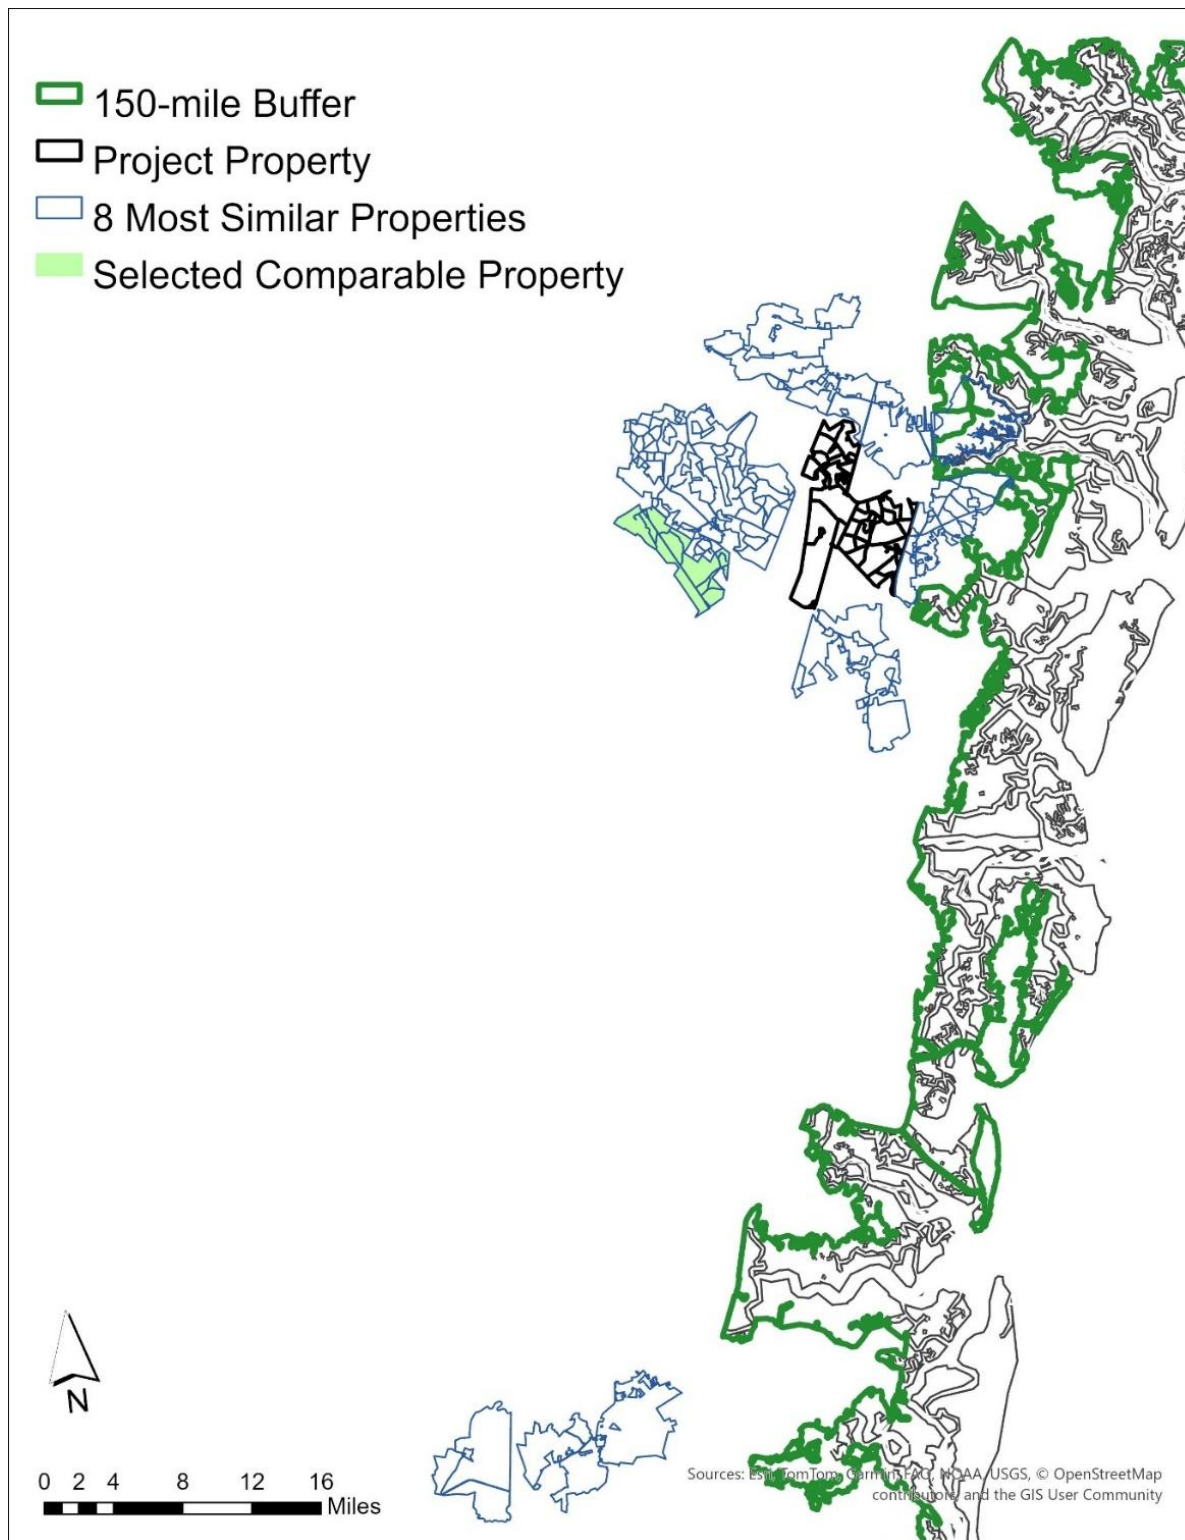 150-mile Buffer
Project Property
8 Most Similar Properties
Selected Comparable Property
N
0 2 4 8 12 16
Miles
Sources: Esri, TomTom, Garmin, FAO, NOAA, USGS, © OpenStreetMap
contributors, and the GIS User Community